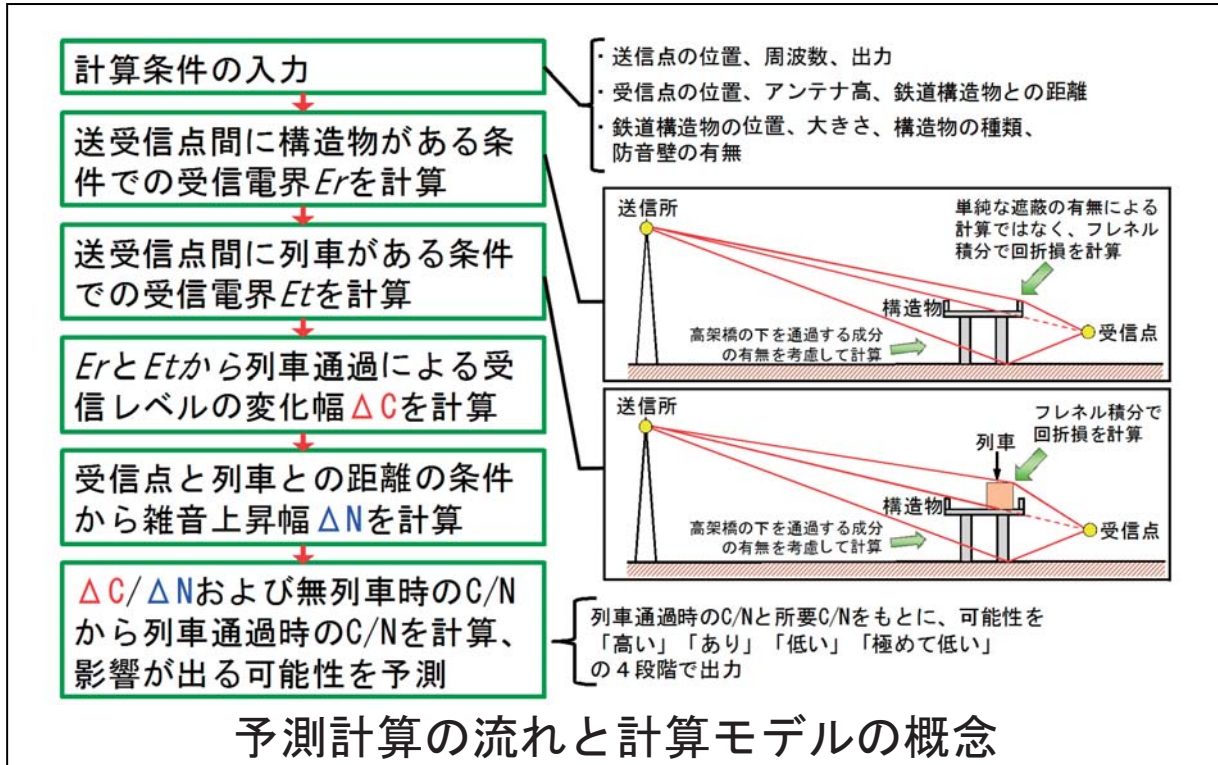 計算条件の入力
・送信点の位置、周波数、出力
・受信点の位置、アンテナ高、鉄道構造物との距離
・鉄道構造物の位置、大きさ、構造物の種類、
防音壁の有無
送受信点間に構造物がある条
件での受信電界Erを計算
送信所
単純な遮蔽の有無による
計算ではなく、フレネル
積分で回折損を計算
構造物
高架橋の下を通過する成分
の有無を考慮して計算
受信点
送受信点間に列車がある条件
での受信電界Etを計算
送信所
フレネル積分で
回折損を計算
列車
構造物
高架橋の下を通過する成分
の有無を考慮して計算
受信点
ErとEtから列車通過による受
信レベルの変化幅ΔCを計算
受信点と列車との距離の条件
から雑音上昇幅ΔNを計算
ΔC/ΔNおよび無列車時のC/N
から列車通過時のC/Nを計算、
影響が出る可能性を予測
列車通過時のC/Nと所要C/Nをもとに、可能性を
「高い」「あり」「低い」「極めて低い」
の４段階で出力
予測計算の流れと計算モデルの概念